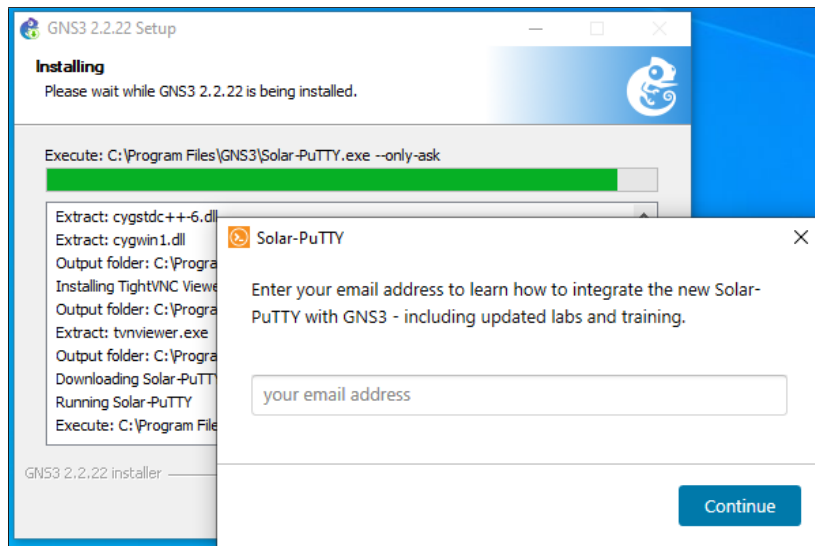 GNS3 2.2.22 Setup
Installing
Please wait while GNS3 2.2.22 is being installed.
Execute: C:\Program Files\GNS3\Solar-PuTTY.exe --only-ask
Extract: cygstdc++-6.dll
Extract: cygwin1.dll
Output folder: C:\Progra
Installing TightVNC Viewe
Output folder: C:\Progra
Extract: tvnviewer.exe
Output folder: C:\Progra
Downloading Solar-PuTTY
Running Solar-PuTTY
Execute: C:\Program File
GNS3 2.2.22 installer
Solar-PuTTY
Enter your email address to learn how to integrate the new Solar-
PuTTY with GNS3 - including updated labs and training.
your email address
Continue